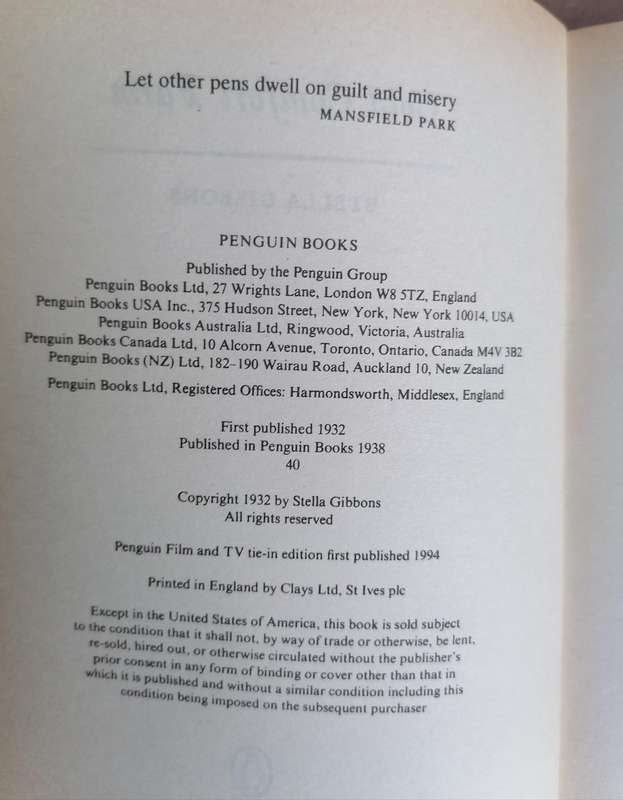 Let other pens dwell on guilt and misery
MANSFIELD PARK
PENGUIN BOOKS
Published by the Penguin Group
Penguin Books Ltd, 27 Wrights Lane, London W8 5TZ, England
Penguin Books USA Inc., 375 Hudson Street, New York, New York 10014, USA
Penguin Books Australia Ltd, Ringwood, Victoria, Australia
Penguin Books Canada Ltd, 10 Alcorn Avenue, Toronto, Ontario, Canada M4V 3B2
Penguin Books (NZ) Ltd, 182–190 Wairau Road, Auckland 10, New Zealand
Penguin Books Ltd, Registered Offices: Harmondsworth, Middlesex, England
First published 1932
Published in Penguin Books 1938
40
Copyright 1932 by Stella Gibbons
All rights reserved
Penguin Film and TV tie-in edition first published 1994
Printed in England by Clays Ltd, St Ives plc
Except in the United States of America, this book is sold subject
to the condition that it shall not, by way of trade or otherwise, be lent,
re-sold, hired out, or otherwise circulated without the publisher's
prior consent in any form of binding or cover other than that in
which it is published and without a similar condition including this
condition being imposed on the subsequent purchaser